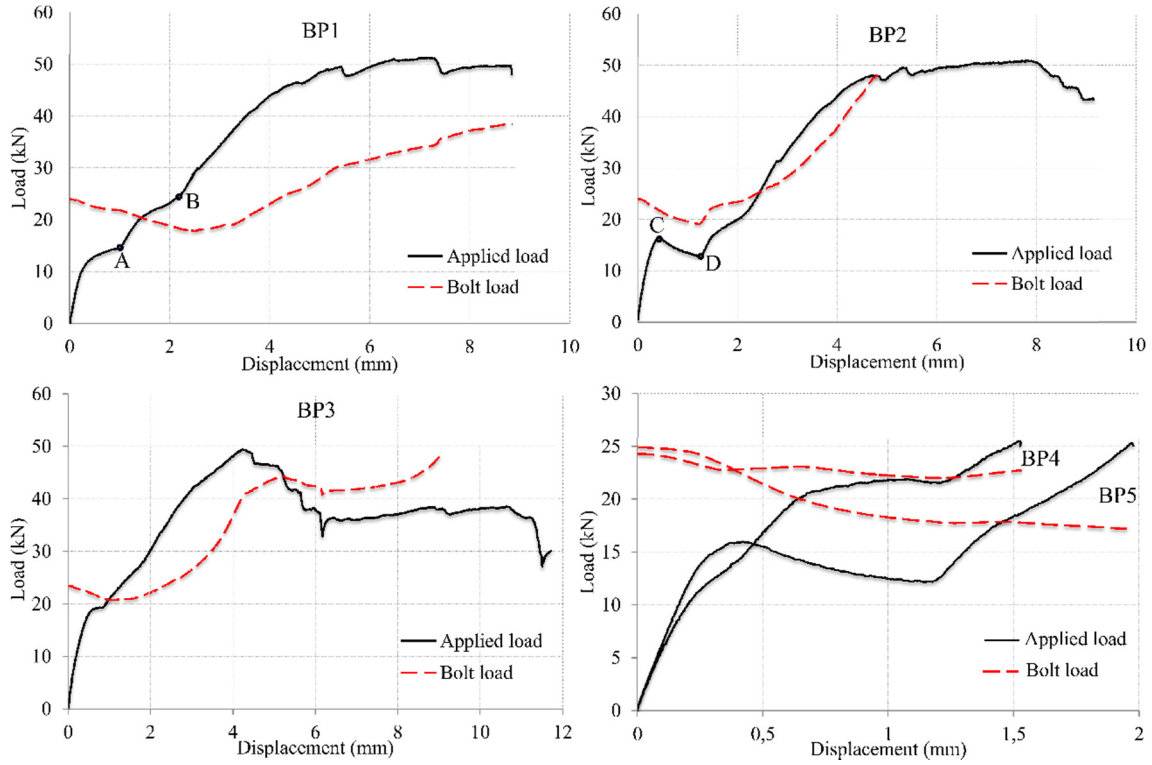 BP1
60
50
40
30
20
10
0
Load (kN)
A
B
Applied load
Bolt load
0 2 4 6 8 10
Displacement (mm)
BP2
60
50
40
30
20
10
0
Load (kN)
C
D
Applied load
Bolt load
0 2 4 6 8 10
Displacement (mm)
BP3
60
50
40
30
20
10
0
Load (kN)
Applied load
Bolt load
0 2 4 6 8 10 12
Displacement (mm)
30
25
20
15
10
5
0
Load (kN)
BP4
BP5
Applied load
Bolt load
0 0,5 1 1,5 2
Displacement (mm)